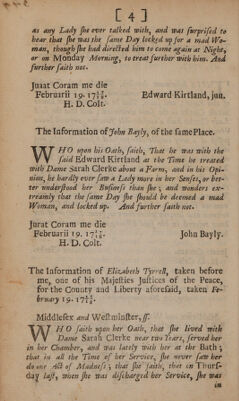 [ 4 ]
as any Lady she ever talked with, and was surprised to
hear that she was the same Day locked up for a mad Wo-
man, though she had directed him to come again at Night,
or on Monday Morning, to treat further with him. And
further saith not.
Juaat Coram me die
Februarii 19. 17¾. Edward Kirtland, jun.
H. D. Colt.
The Information of John Bayly, of the same Place.
WHO upon his Oath, saith, That he was with the
said Edward Kirtland at the Time he treated
with Dame Sarah Clerke about a Farm, and in his Opi-
nion, he hardly ever saw a Lady more in her Senses, or bet-
ter understood her Business than she; and wonders ex-
treamly that the same Day she should be deemed a mad
Woman, and locked up. And further saith not.
Jurat Coram me die
Februarii 19. 17¾. John Bayly.
H. D. Colt.
The Information of Elizabeth Tyrrell, taken before
me, one of his Majesties Justices of the Peace,
for the County and Liberty aforesaid, taken Fe-
bruary 19. 17¾.
Middlesex and Westminster, ss.
WHO saith upon her Oath, that she lived with
Dame Sarah Clerke near two Years, served her
in her Chamber, and was lately with her at the Bath;
that in all the Time of her Service, she never saw her
do one Act of Madness; that she saith, that in Thurs-
day last, when she was discharged her Service, she was
in